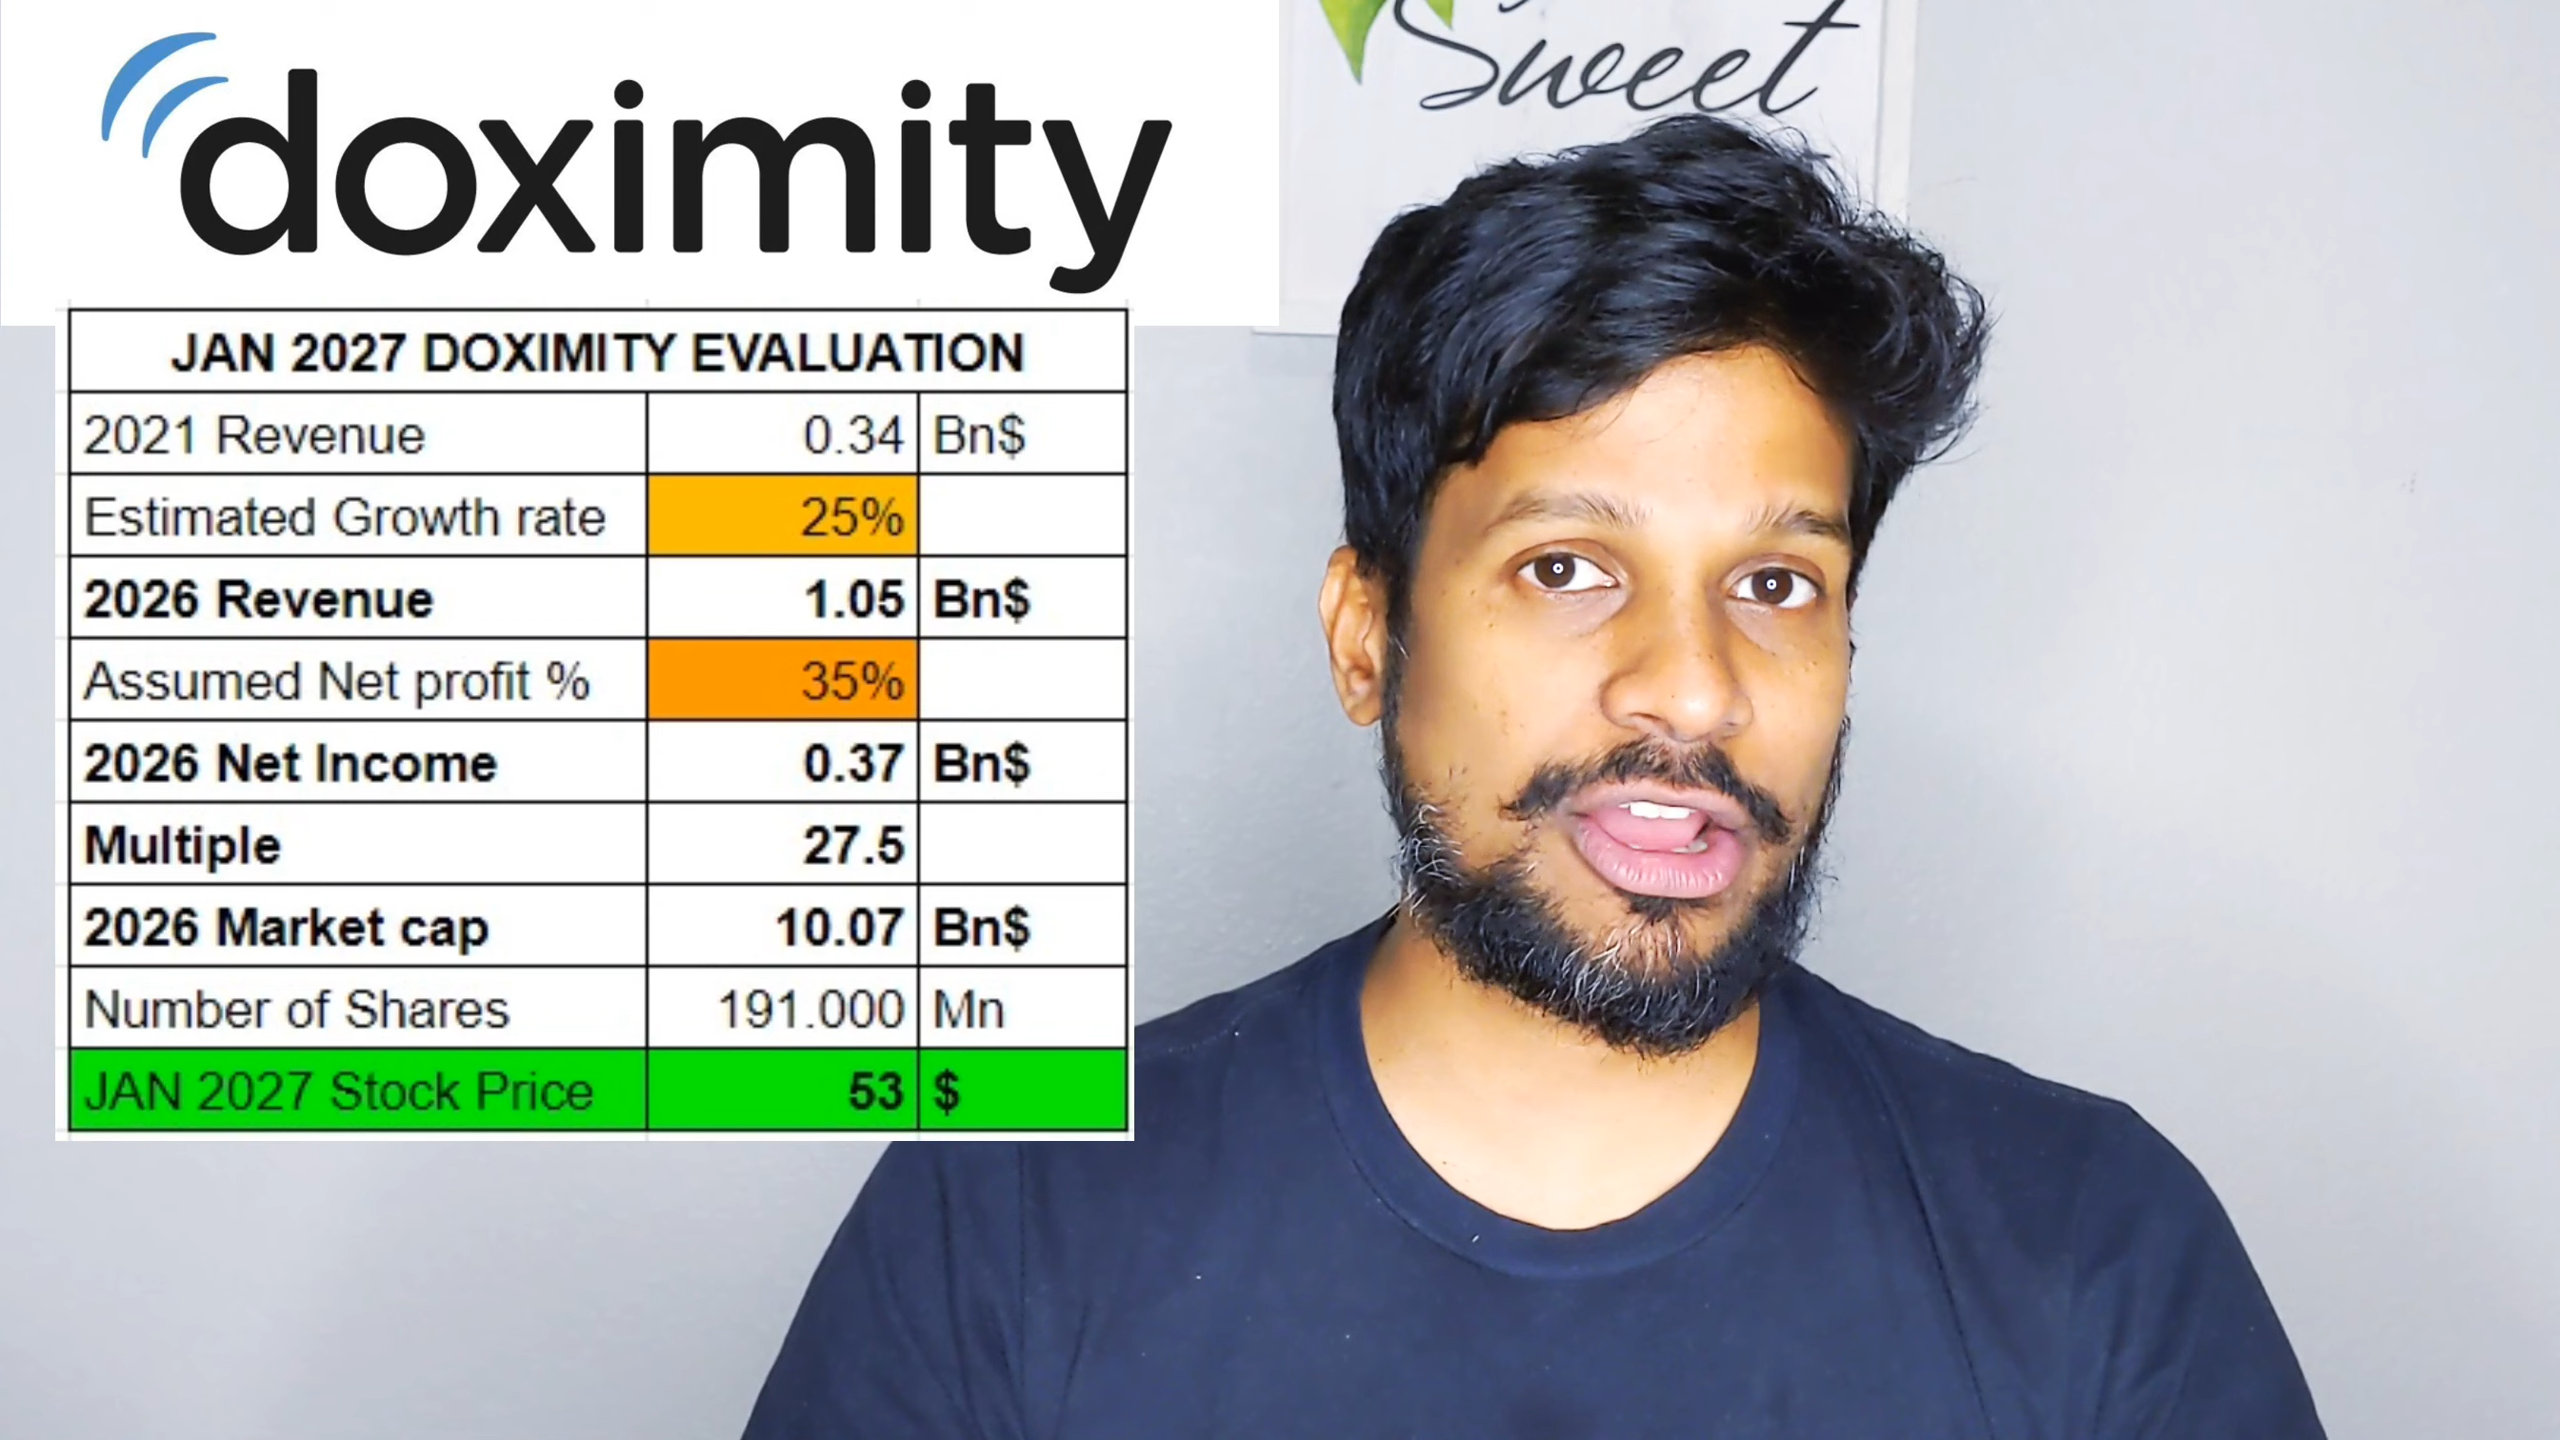 doximity
Sweet
JAN 2027 DOXIMITY EVALUATION
2021 Revenue 0.34 Bn$
Estimated Growth rate 25%
2026 Revenue 1.05 Bn$
Assumed Net profit % 35%
2026 Net Income 0.37 Bn$
Multiple 27.5
2026 Market cap 10.07 Bn$
Number of Shares 191.000 Mn
JAN 2027 Stock Price 53 $